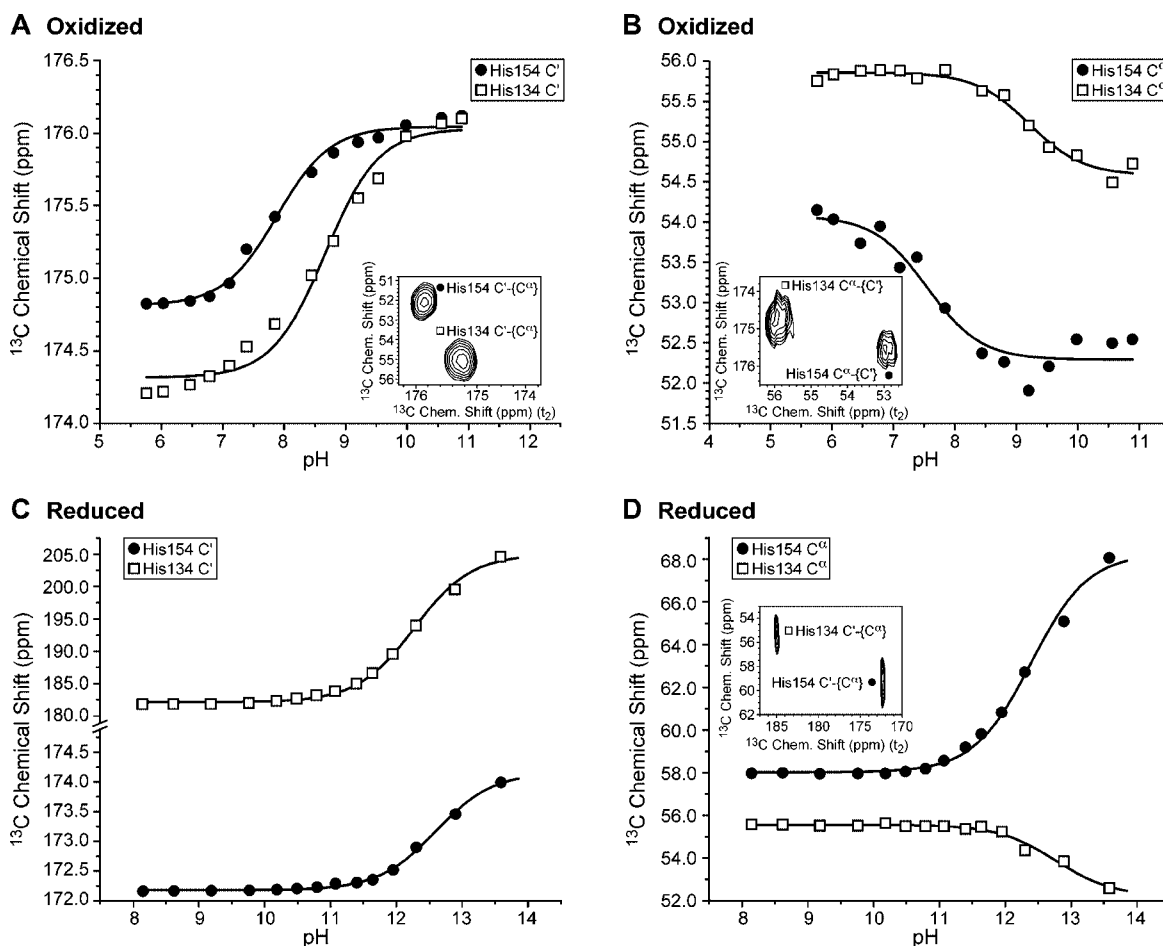 A Oxidized
176.5
176.0
175.5
175.0
174.5
174.0
5 6 7 8 9 10 11 12
pH
¹³C Chemical Shift (ppm)
His154 C'
His134 C'
51
52
53
54
55
56
176 175 174
¹³C Chem. Shift (ppm)
¹³C Chem. Shift (ppm) (t₂)
His154 C'-{Cᵅ}
His134 C'-{Cᵅ}
B Oxidized
56.0
55.5
55.0
54.5
54.0
53.5
53.0
52.5
52.0
51.5
4 5 6 7 8 9 10 11
pH
¹³C Chemical Shift (ppm)
His154 Cᵅ
His134 Cᵅ
174
175
176
56 55 54 53
¹³C Chem. Shift (ppm)
¹³C Chem. Shift (ppm) (t₂)
His134 Cᵅ-{C'}
His154 Cᵅ-{C'}
C Reduced
205.0
200.0
195.0
190.0
185.0
180.0
174.5
174.0
173.5
173.0
172.5
172.0
8 9 10 11 12 13 14
pH
¹³C Chemical Shift (ppm)
His154 C'
His134 C'
D Reduced
68.0
66.0
64.0
62.0
60.0
58.0
56.0
54.0
52.0
8 9 10 11 12 13 14
pH
¹³C Chemical Shift (ppm)
His154 Cᵅ
His134 Cᵅ
54
56
58
60
62
185 180 175 170
¹³C Chem. Shift (ppm)
¹³C Chem. Shift (ppm) (t₂)
His134 C'-{Cᵅ}
His154 C'-{Cᵅ}